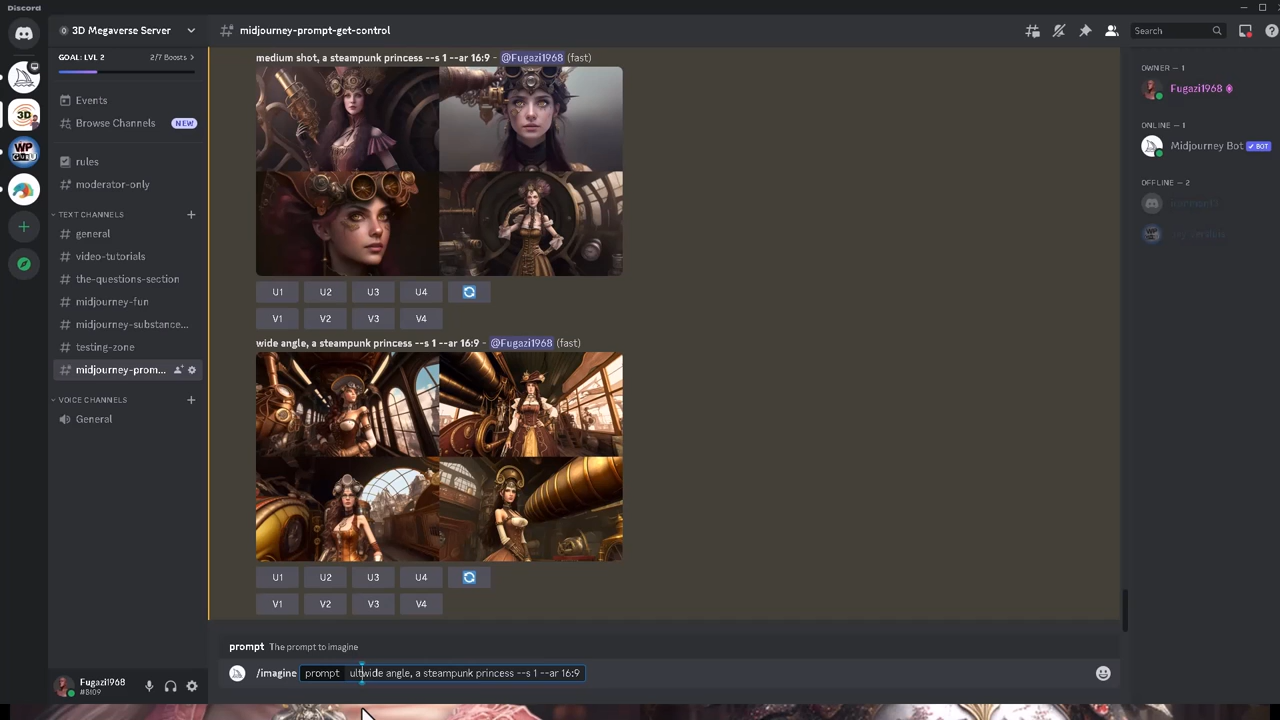 Discord
3D Megaverse Server
midjourney-prompt-get-control
Search
GOAL: LVL 2
2/7 Boosts >
Events
Browse Channels
NEW
rules
moderator-only
TEXT CHANNELS
general
video-tutorials
the-questions-section
midjourney-fun
midjourney-substance...
testing-zone
midjourney-prom...
VOICE CHANNELS
General
Fugazi1968
#8109
3D
WP
GURU
medium shot, a steampunk princess --s 1 --ar 16:9 - @Fugazi1968 (fast)
U1
U2
U3
U4
V1
V2
V3
V4
wide angle, a steampunk princess --s 1 --ar 16:9 - @Fugazi1968 (fast)
U1
U2
U3
U4
V1
V2
V3
V4
prompt The prompt to imagine
/imagine prompt ultwide angle, a steampunk princess --s 1 --ar 16:9
OWNER — 1
Fugazi1968
ONLINE — 1
Midjourney Bot
✓ BOT
OFFLINE — 2